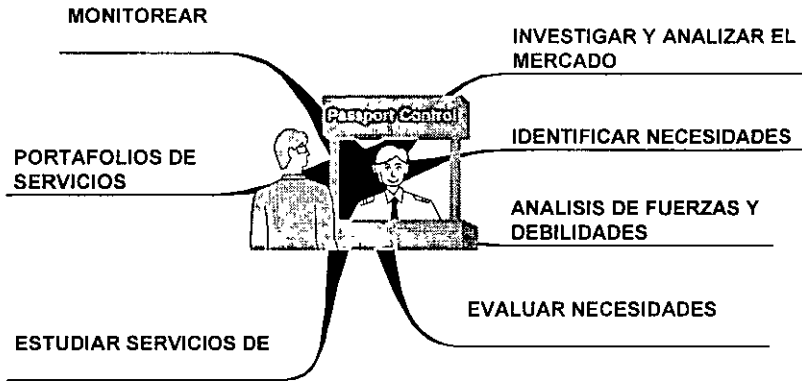 MONITOREAR
INVESTIGAR Y ANALIZAR EL
MERCADO
Passport Control
IDENTIFICAR NECESIDADES
PORTAFOLIOS DE
SERVICIOS
ANALISIS DE FUERZAS Y
DEBILIDADES
EVALUAR NECESIDADES
ESTUDIAR SERVICIOS DE